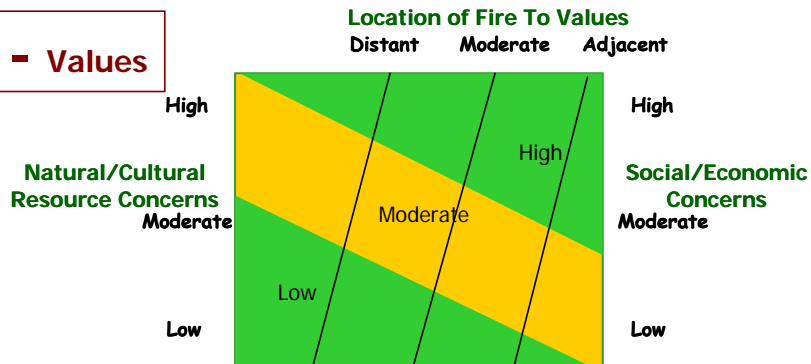 Location of Fire To Values
- Values
Distant Moderate Adjacent
High
High
Natural/Cultural
Resource Concerns
High
Social/Economic
Concerns
Moderate
Moderate
Moderate
Low
Low
Low